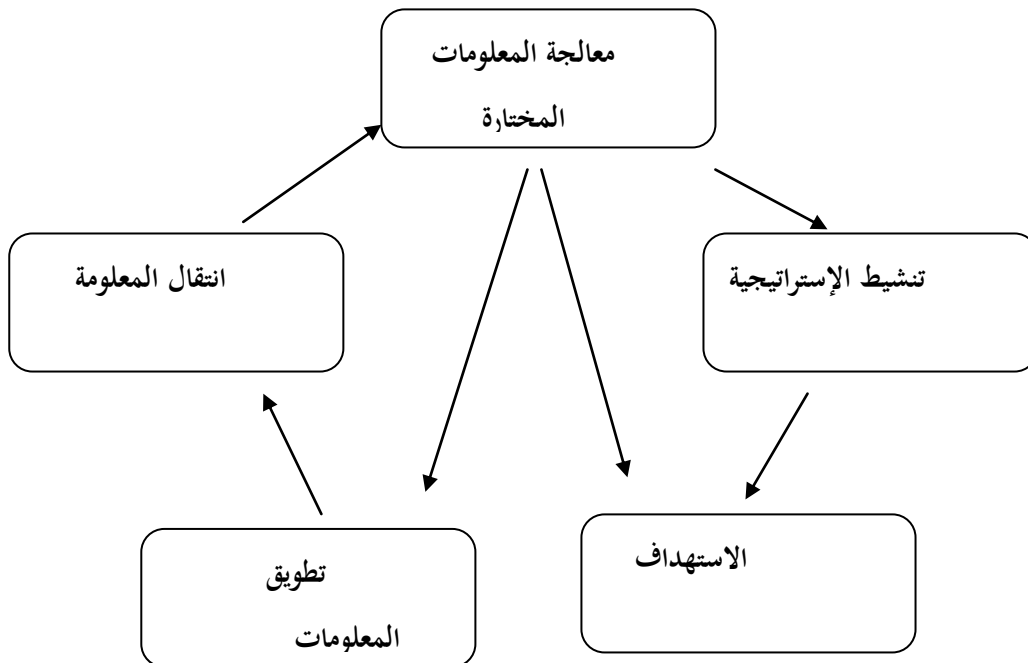 معالجة المعلومات
المختارة
انتقال المعلومة
تنشيط الإستراتيجية
تطويق
المعلومات
الاستهداف